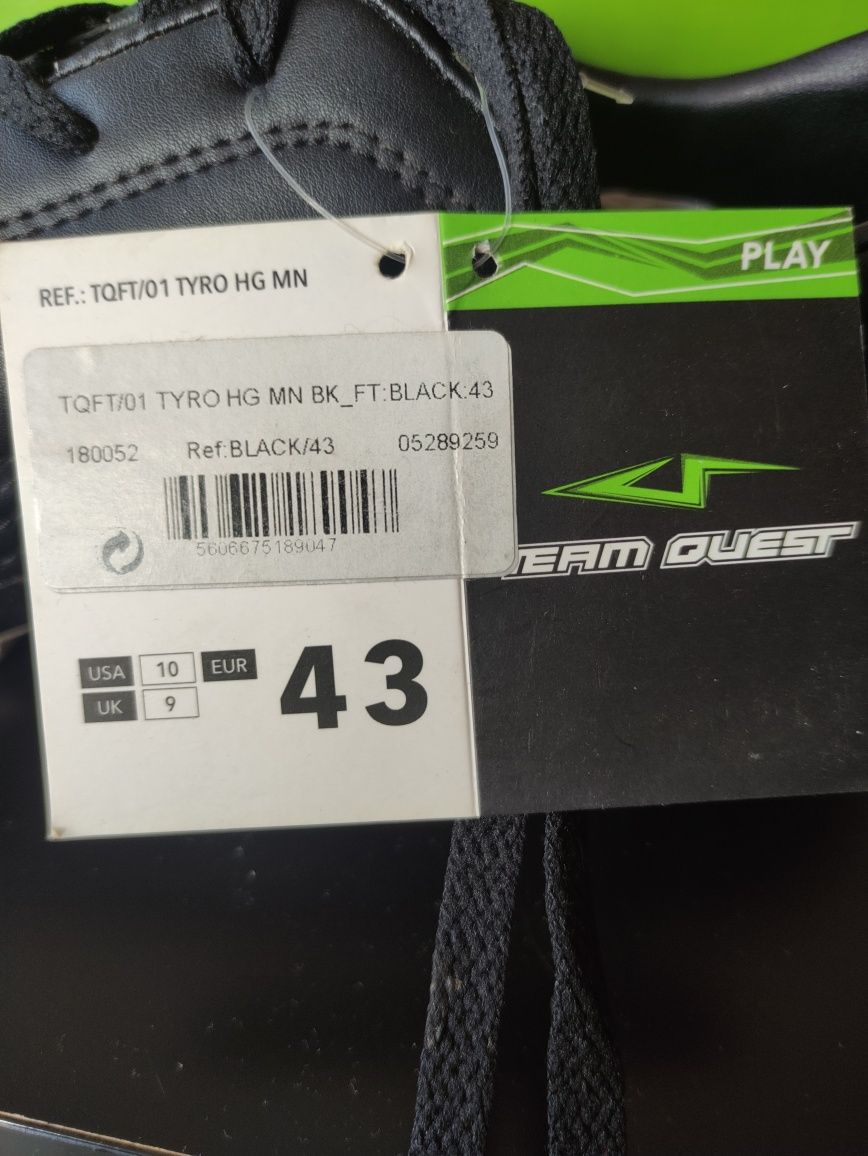 PLAY
REF.: TQFT/01 TYRO HG MN
TQFT/01 TYRO HG MN BK_FT:BLACK:43
180052 Ref:BLACK/43 05289259
5606675189047
TEAM QUEST
USA 10 EUR 43
UK 9